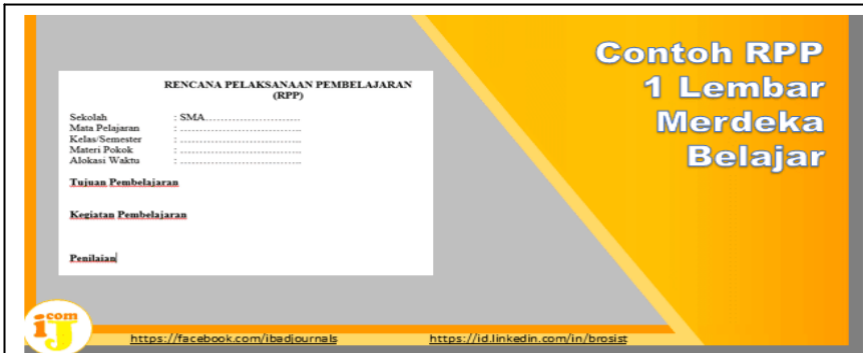 Contoh RPP
1 Lembar
Merdeka
Belajar
RENCANA PELAKSANAAN PEMBELAJARAN
(RPP)
Sekolah : SMA..............................
Mata Pelajaran : ......................................
Kelas/Semester : ......................................
Materi Pokok : ......................................
Alokasi Waktu : ......................................
Tujuan Pembelajaran
Kegiatan Pembelajaran
Penilaian
icom
J
https://facebook.com/ibadjournals
https://id.linkedin.com/in/brosist